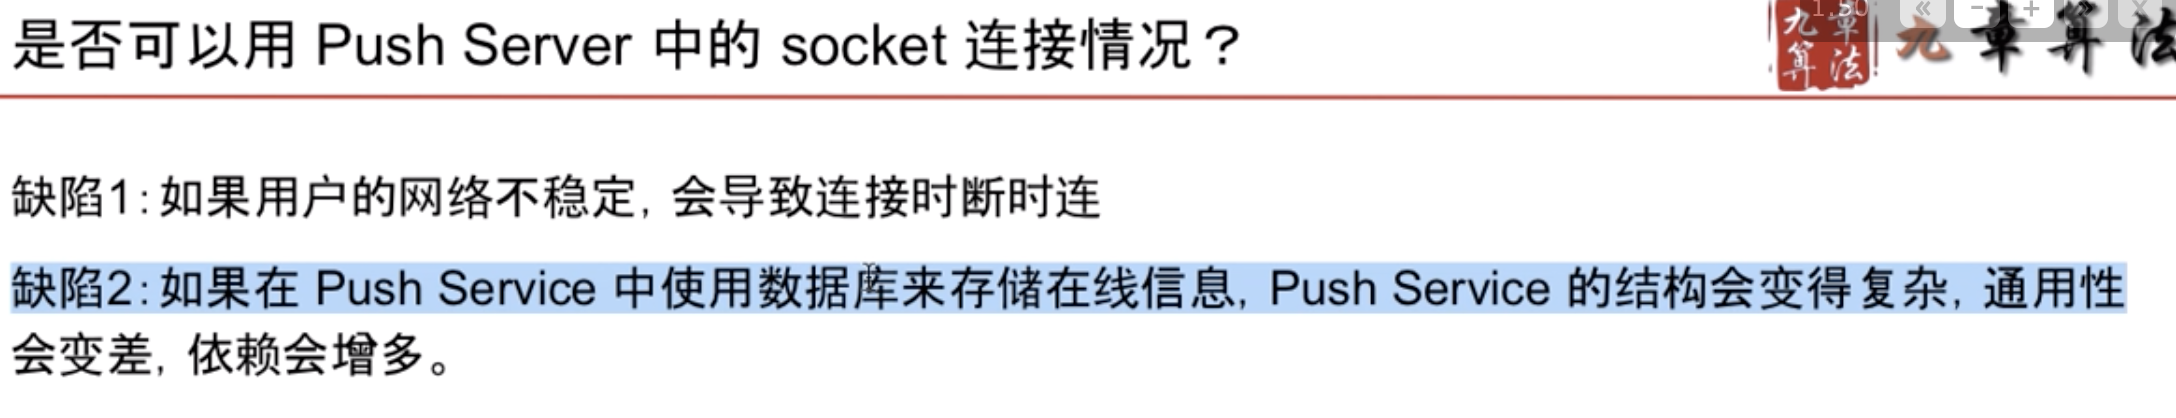 是否可以用 Push Server 中的 socket 连接情况？
1.50 « - + ×
九章算法
九章算法
缺陷1：如果用户的网络不稳定，会导致连接时断时连
缺陷2：如果在 Push Service 中使用数据库来存储在线信息，Push Service 的结构会变得复杂，通用性
会变差，依赖会增多。